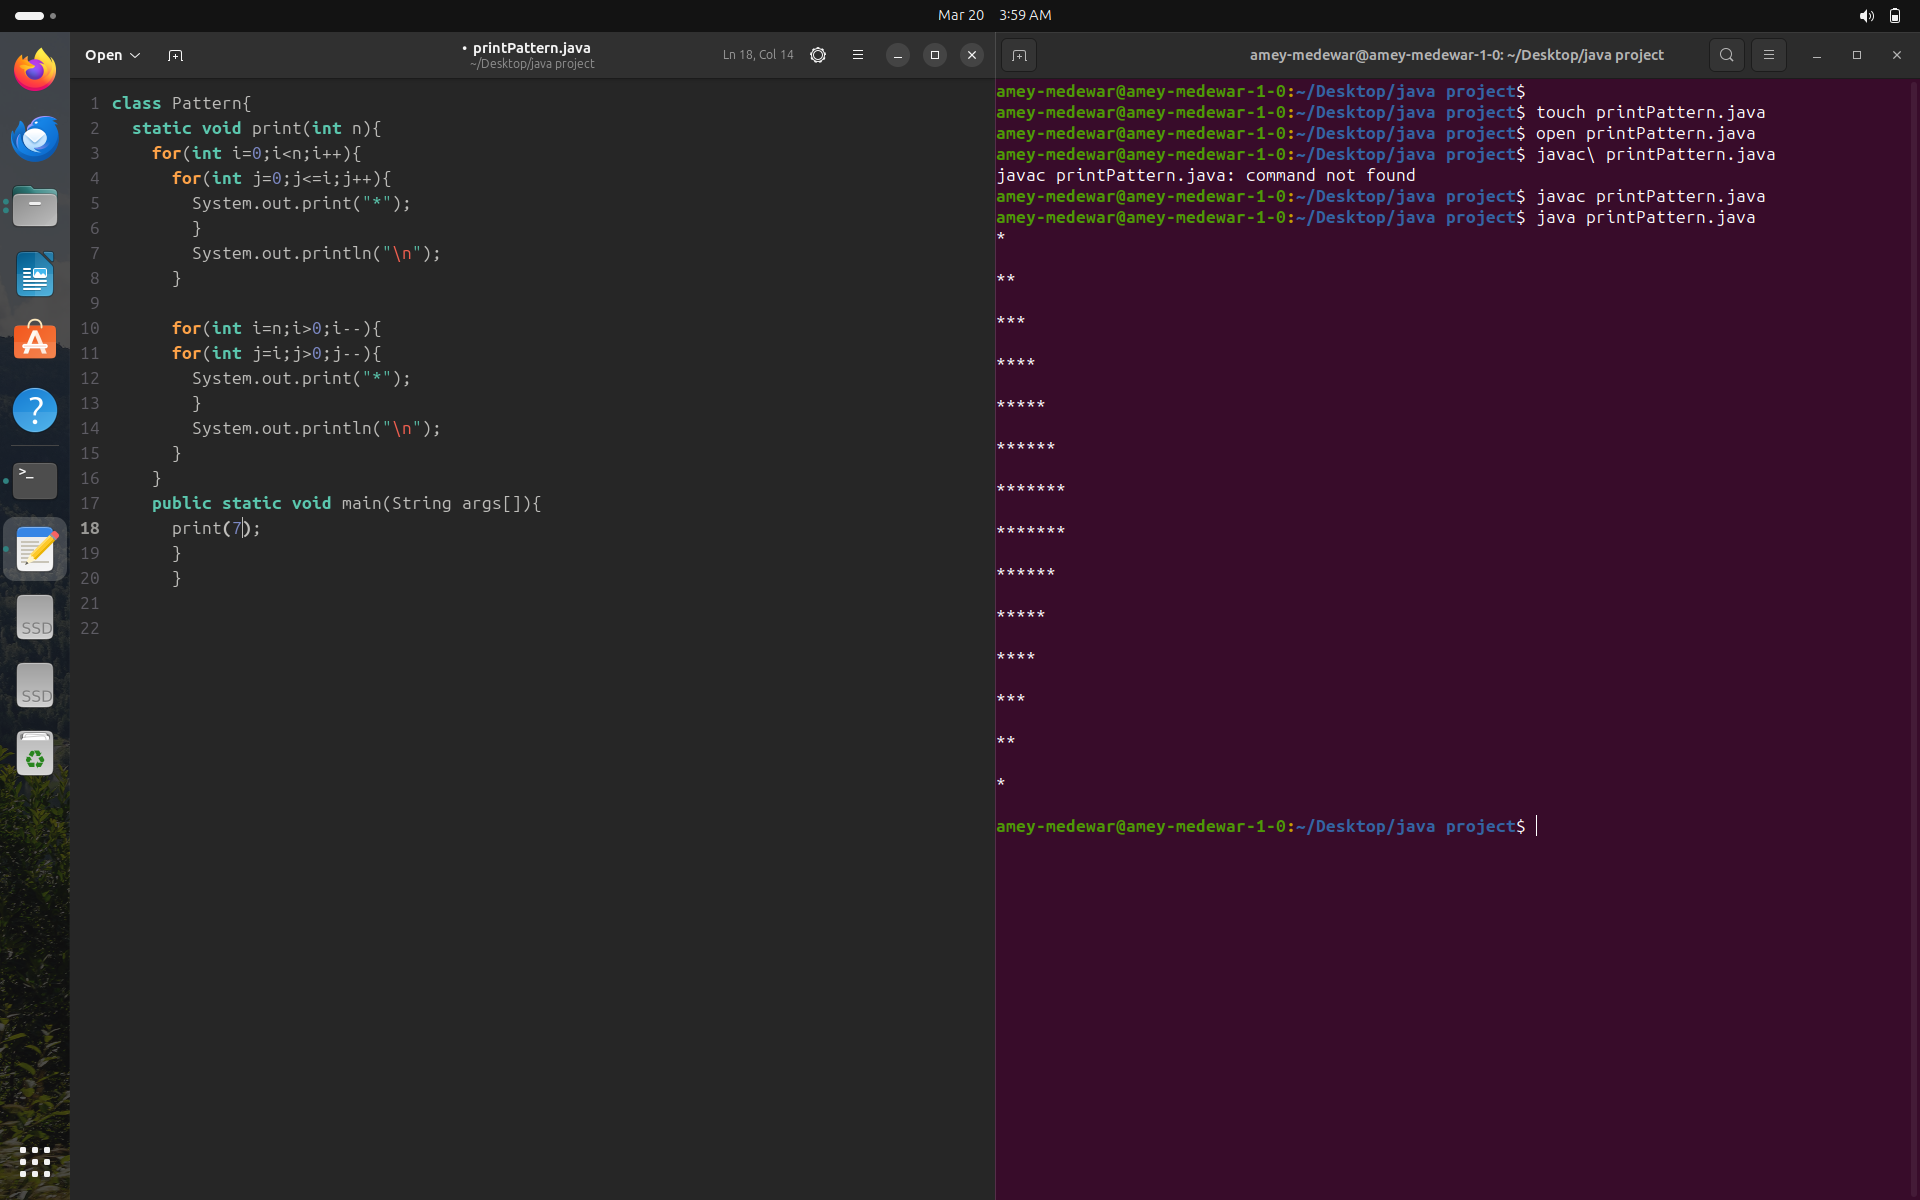 Mar 20 3:59 AM
Open
• printPattern.java
~/Desktop/java project
Ln 18, Col 14
1 class Pattern{
2 static void print(int n){
3 for(int i=0;i<n;i++){
4 for(int j=0;j<=i;j++){
5 System.out.print("*");
6 }
7 System.out.println("\n");
8 }
9
10 for(int i=n;i>0;i--){
11 for(int j=i;j>0;j--){
12 System.out.print("*");
13 }
14 System.out.println("\n");
15 }
16 }
17 public static void main(String args[]){
18 print(7);
19 }
20 }
21
22
SSD
SSD
amey-medewar@amey-medewar-1-0: ~/Desktop/java project
amey-medewar@amey-medewar-1-0:~/Desktop/java project$
amey-medewar@amey-medewar-1-0:~/Desktop/java project$ touch printPattern.java
amey-medewar@amey-medewar-1-0:~/Desktop/java project$ open printPattern.java
amey-medewar@amey-medewar-1-0:~/Desktop/java project$ javac\ printPattern.java
javac printPattern.java: command not found
amey-medewar@amey-medewar-1-0:~/Desktop/java project$ javac printPattern.java
amey-medewar@amey-medewar-1-0:~/Desktop/java project$ java printPattern.java
*
**
***
****
*****
******
*******
*******
******
*****
****
***
**
*
amey-medewar@amey-medewar-1-0:~/Desktop/java project$